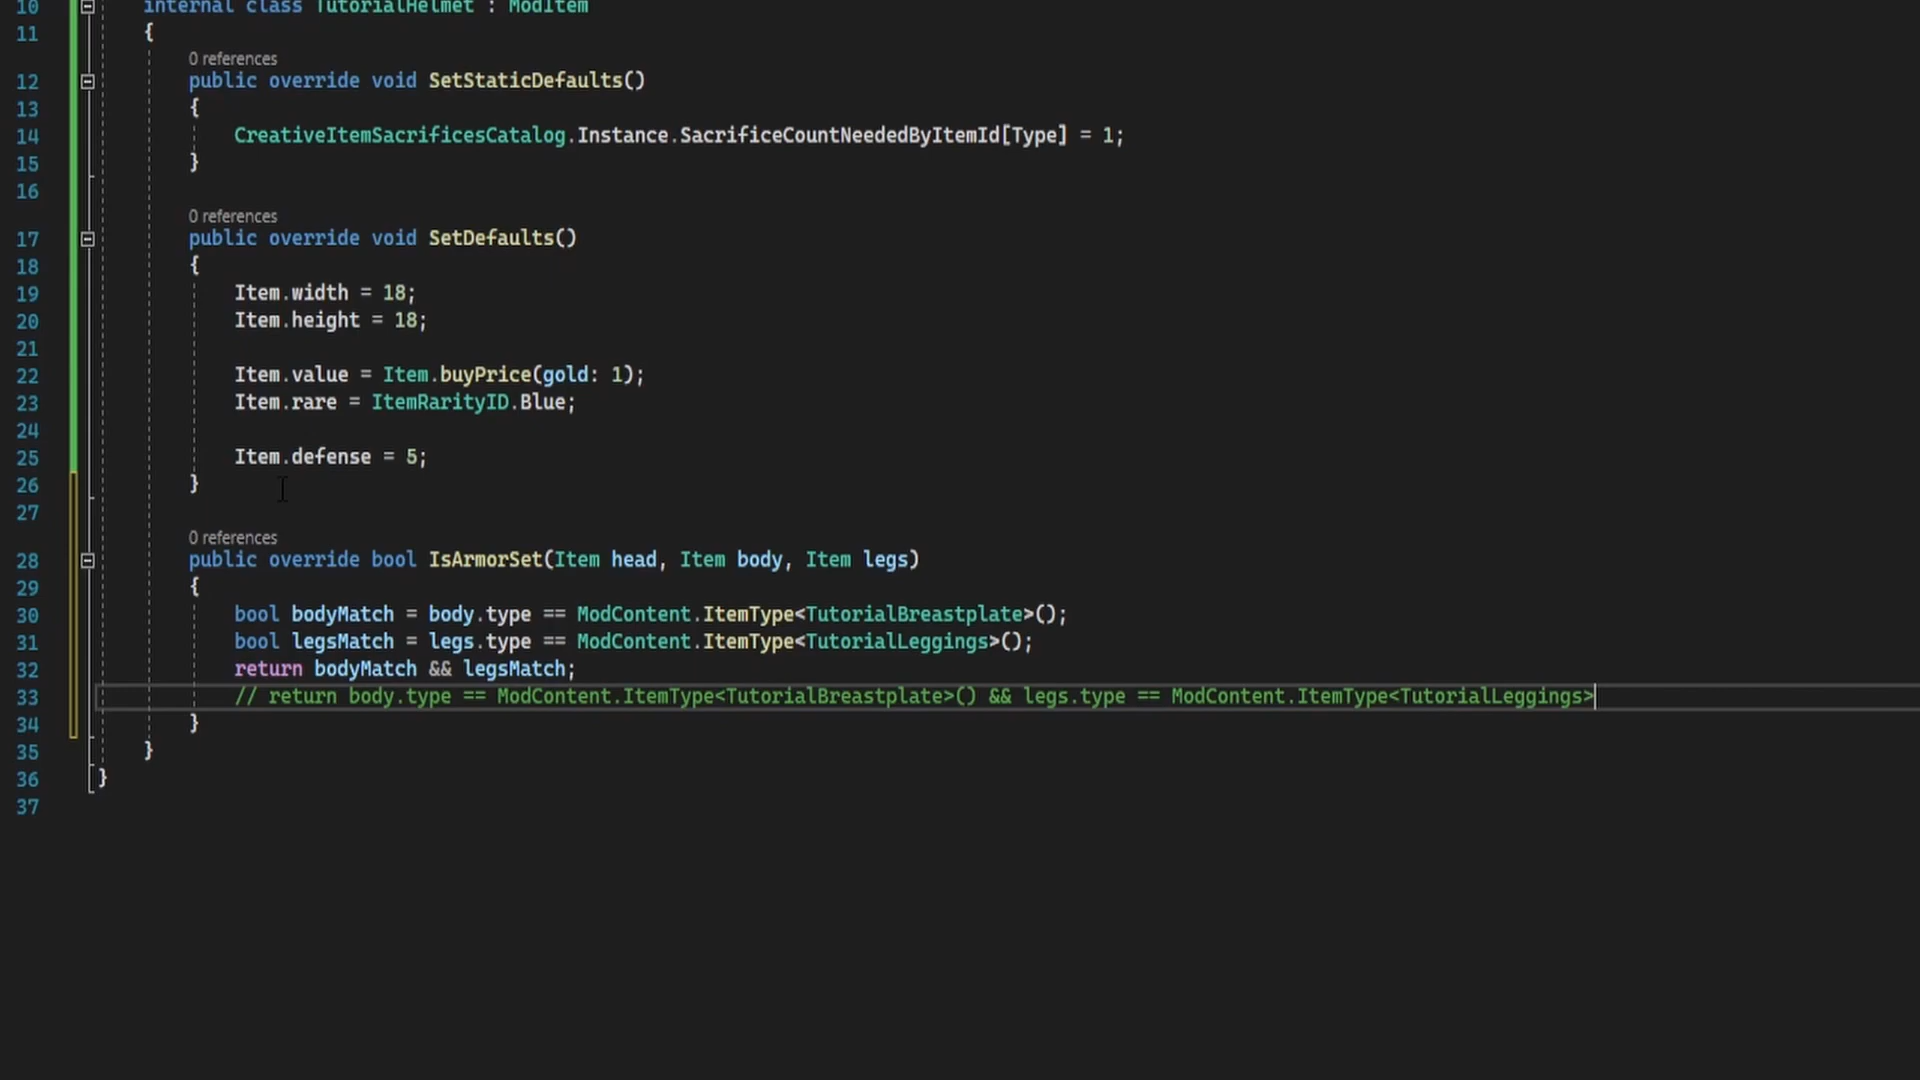 10 internal class TutorialHelmet : ModItem
11 {
0 references
12 public override void SetStaticDefaults()
13 {
14 CreativeItemSacrificesCatalog.Instance.SacrificeCountNeededByItemId[Type] = 1;
15 }
16
0 references
17 public override void SetDefaults()
18 {
19 Item.width = 18;
20 Item.height = 18;
21
22 Item.value = Item.buyPrice(gold: 1);
23 Item.rare = ItemRarityID.Blue;
24
25 Item.defense = 5;
26 }
27
0 references
28 public override bool IsArmorSet(Item head, Item body, Item legs)
29 {
30 bool bodyMatch = body.type == ModContent.ItemType<TutorialBreastplate>();
31 bool legsMatch = legs.type == ModContent.ItemType<TutorialLeggings>();
32 return bodyMatch && legsMatch;
33 // return body.type == ModContent.ItemType<TutorialBreastplate>() && legs.type == ModContent.ItemType<TutorialLeggings>
34 }
35 }
36 }
37